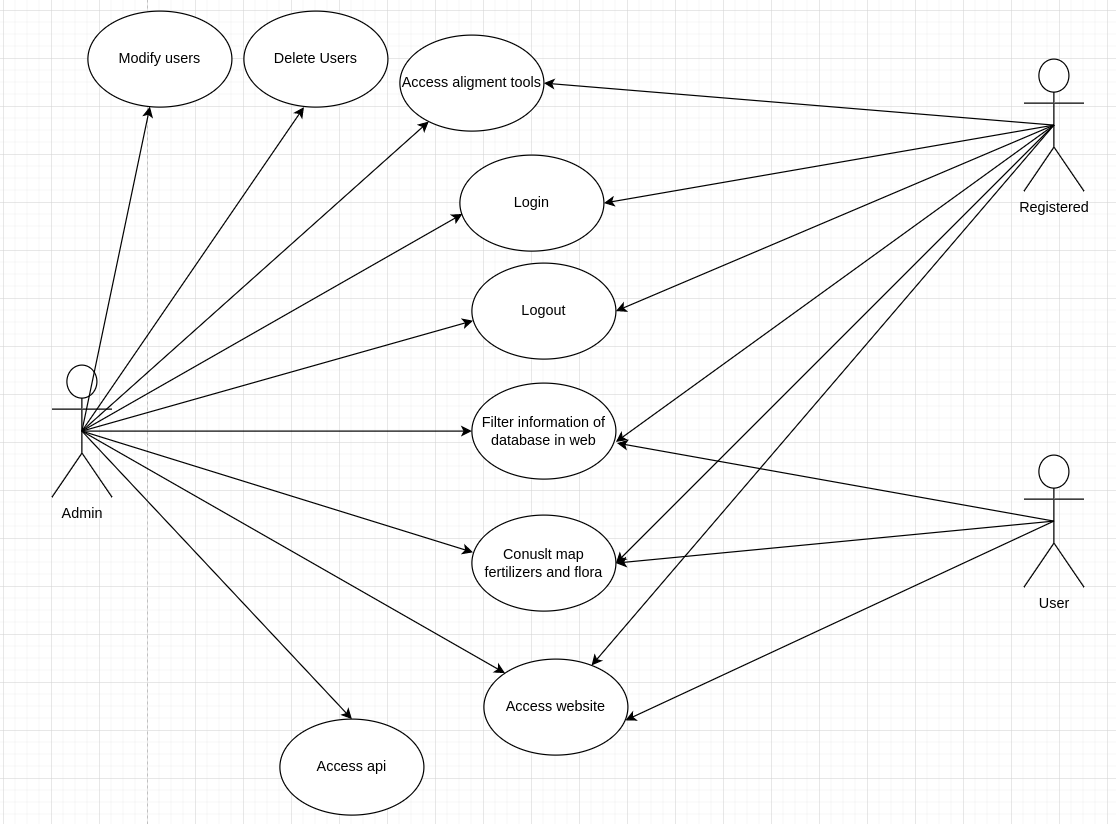 Modify users
Delete Users
Access aligment tools
Login
Registered
Logout
Filter information of
database in web
Admin
Conuslt map
fertilizers and flora
User
Access website
Access api